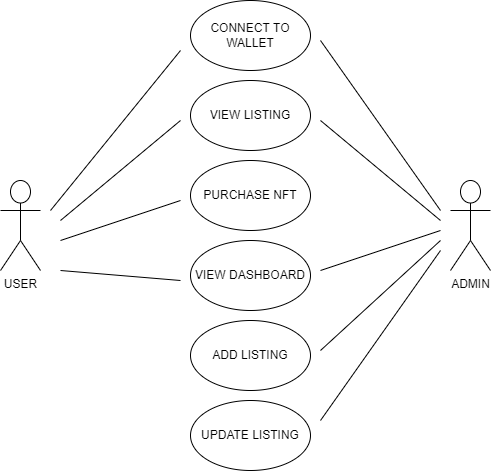 CONNECT TO
WALLET
VIEW LISTING
PURCHASE NFT
VIEW DASHBOARD
USER
ADMIN
ADD LISTING
UPDATE LISTING